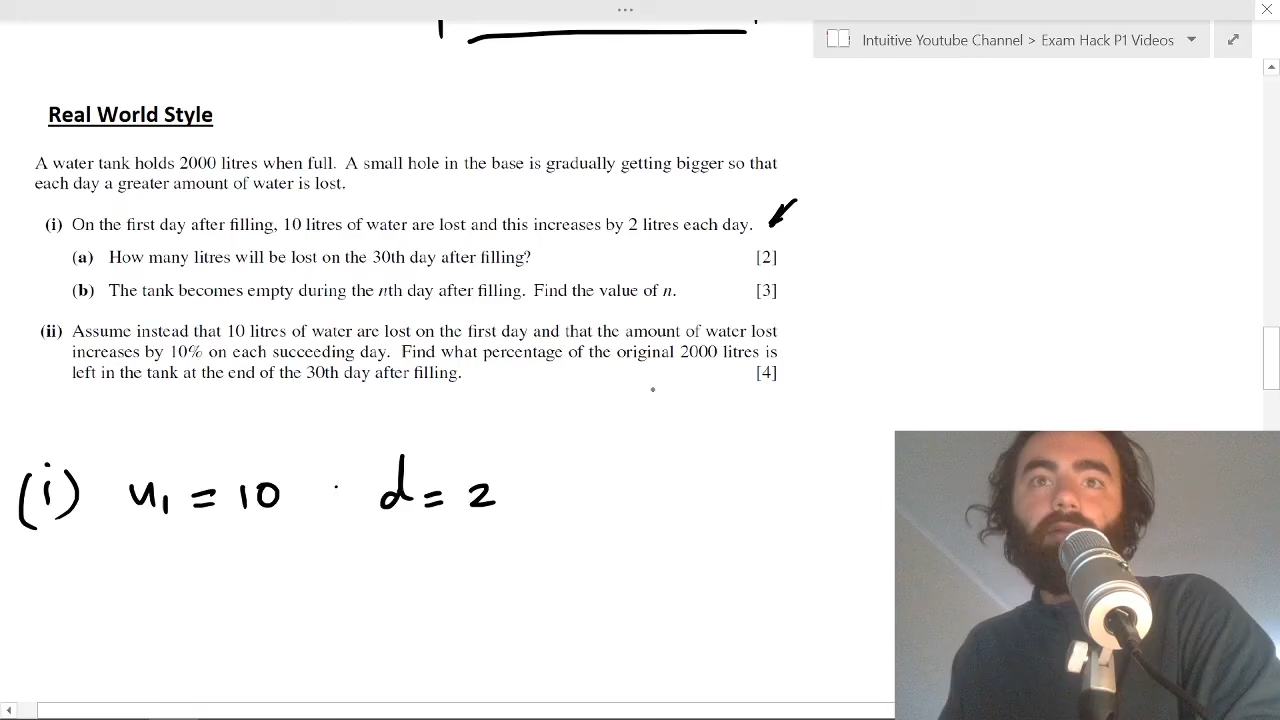 Intuitive Youtube Channel > Exam Hack P1 Videos
Real World Style
A water tank holds 2000 litres when full. A small hole in the base is gradually getting bigger so that
each day a greater amount of water is lost.
(i) On the first day after filling, 10 litres of water are lost and this increases by 2 litres each day.
(a) How many litres will be lost on the 30th day after filling? [2]
(b) The tank becomes empty during the nth day after filling. Find the value of n. [3]
(ii) Assume instead that 10 litres of water are lost on the first day and that the amount of water lost
increases by 10% on each succeeding day. Find what percentage of the original 2000 litres is
left in the tank at the end of the 30th day after filling. [4]
(i) u₁ = 10 d = 2